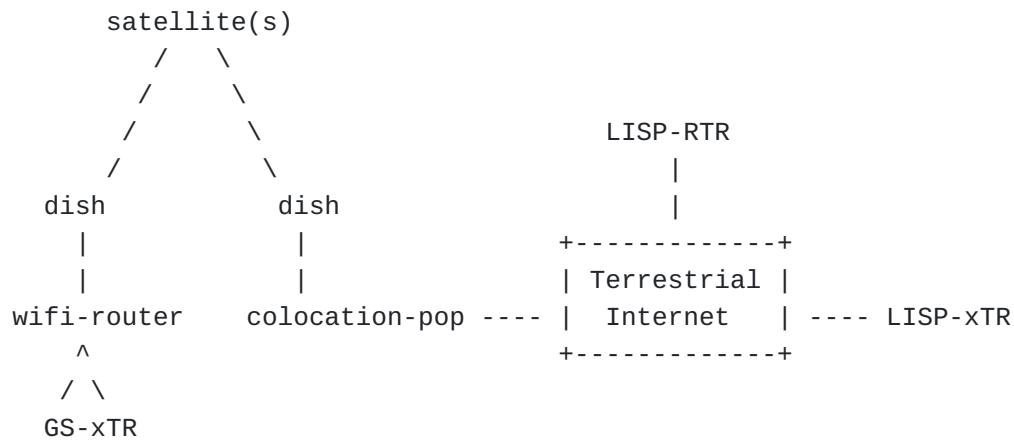 satellite(s)
/ \
/ \
/ \ LISP-RTR
/ \ |
dish dish |
| | +-------------+
| | | Terrestrial |
wifi-router colocation-pop ---- | Internet | ---- LISP-xTR
^ +-------------+
/ \
GS-xTR